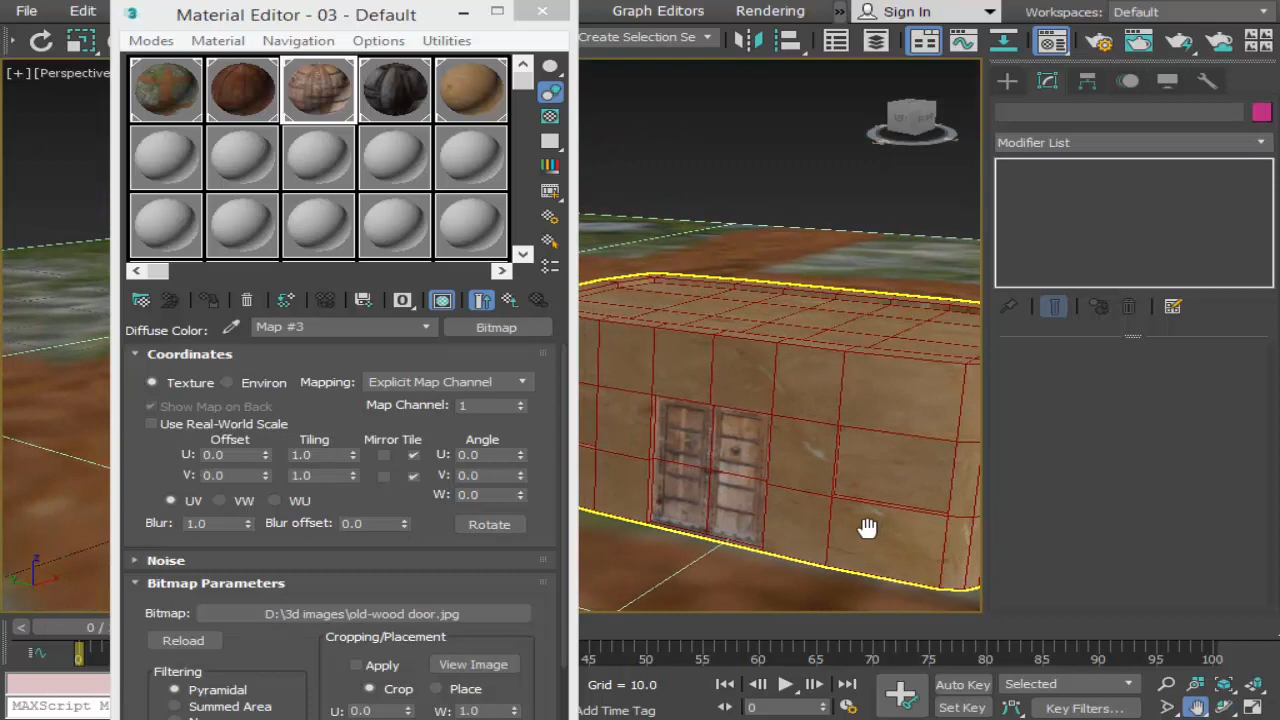 File Edit
Material Editor - 03 - Default
Graph Editors Rendering
Sign In
Workspaces: Default
Modes Material Navigation Options Utilities
Create Selection Se
[+] [Perspective
Modifier List
Diffuse Color: Map #3 Bitmap
Coordinates
Texture Environ Mapping: Explicit Map Channel
Show Map on Back Map Channel: 1
Use Real-World Scale
Offset Tiling Mirror Tile Angle
U: 0.0 1.0 U: 0.0
V: 0.0 1.0 V: 0.0
UV VW WU W: 0.0
Blur: 1.0 Blur offset: 0.0 Rotate
Noise
Bitmap Parameters
Bitmap: D:\3d images\old-wood door.jpg
Reload Cropping/Placement
Filtering Apply View Image
Pyramidal Crop Place
Summed Area U: 0.0 W: 1.0
0 /
0
45 50 55 60 65 70 75 80 85 90 95 100
MAXScript M
Grid = 10.0
Add Time Tag
0
Auto Key Selected
Set Key Key Filters...